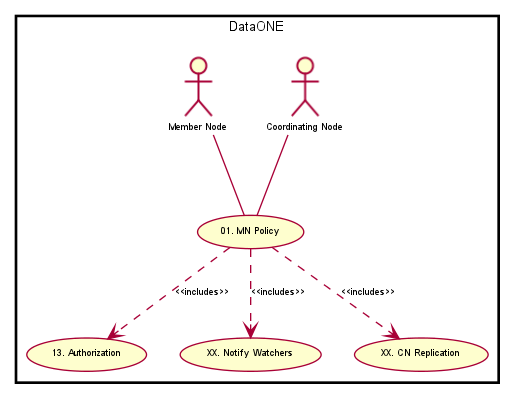 DataONE
Member Node
Coordinating Node
01. MN Policy
<<includes>>
<<includes>>
<<includes>>
13. Authorization
XX. Notify Watchers
XX. CN Replication